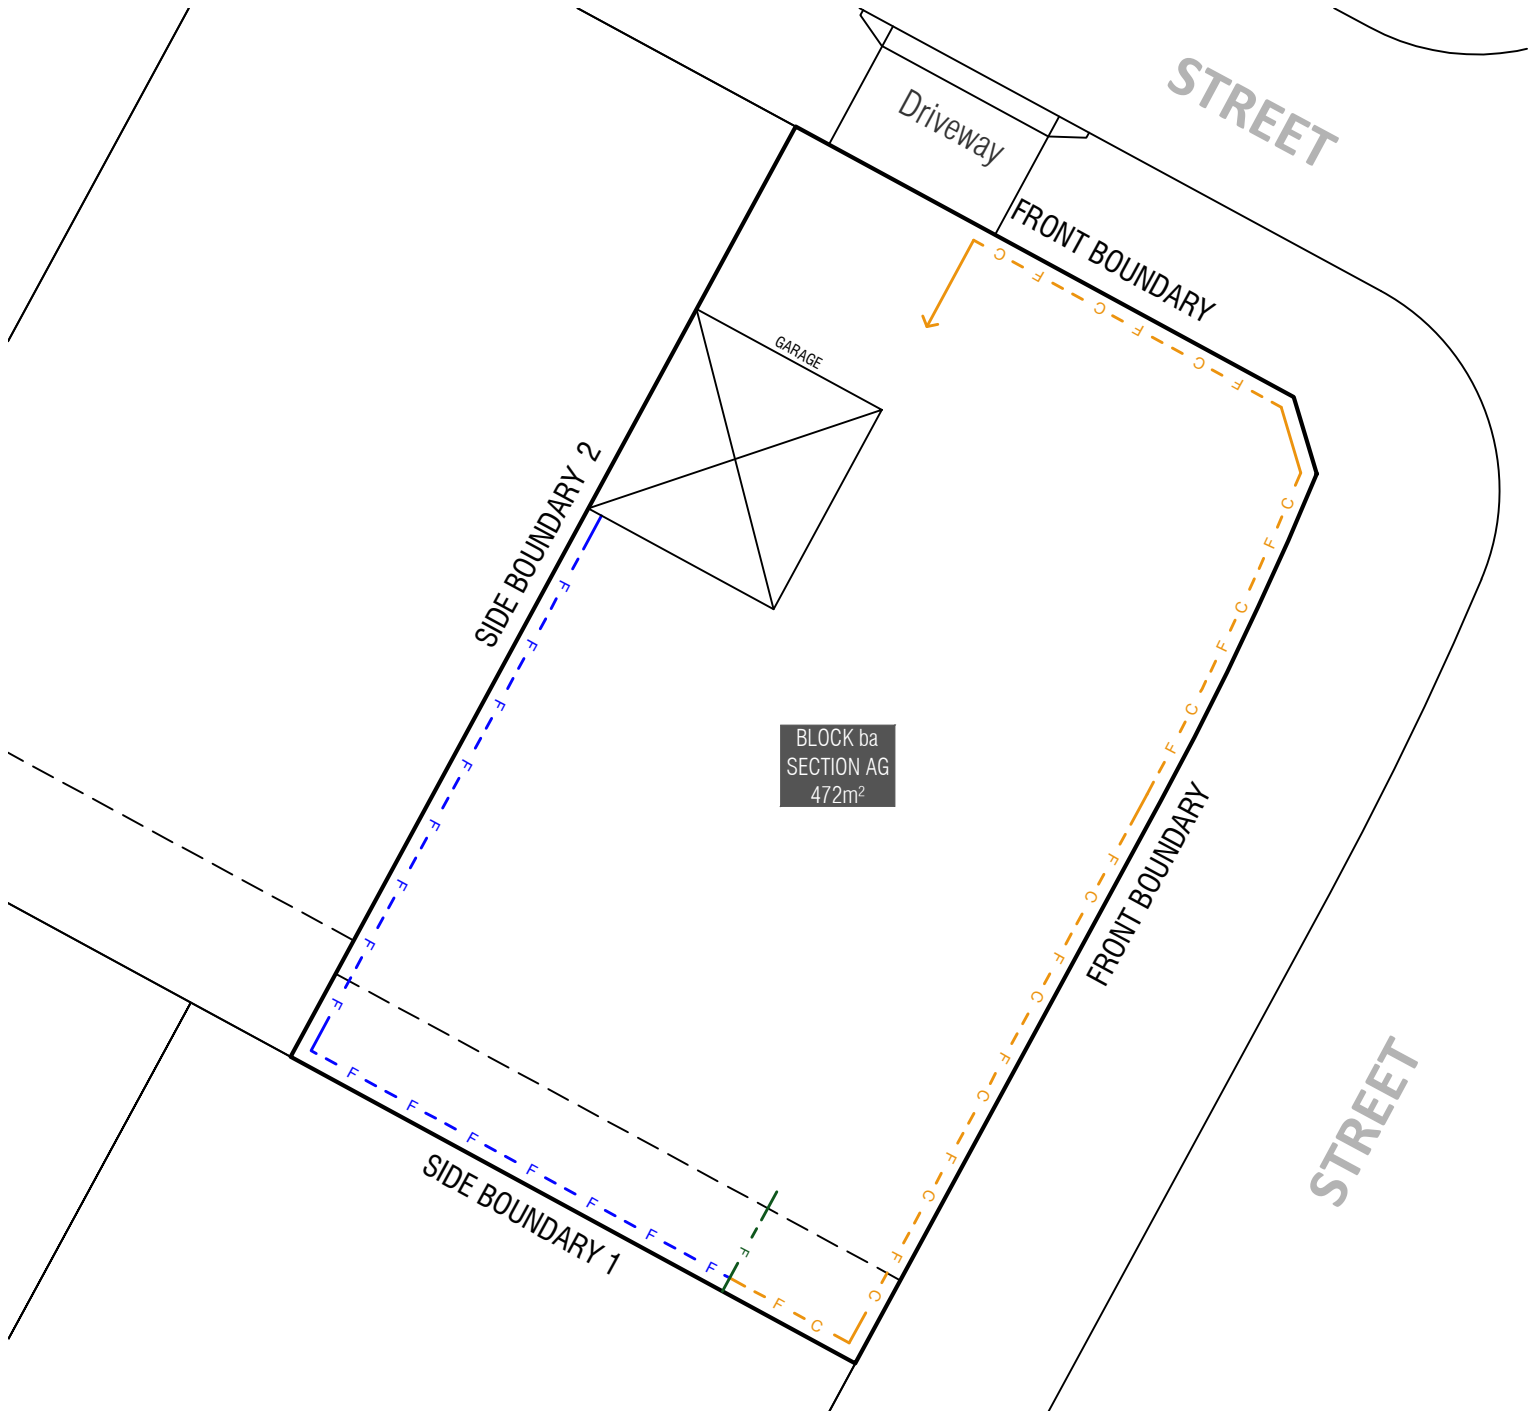 STREET
Driveway
FRONT BOUNDARY
C F C F C F
GARAGE
SIDE BOUNDARY 2
C F C F C F
F F F F F F F F
BLOCK ba
SECTION AG
472m²
FRONT BOUNDARY
F C F C F C F C F C
STREET
F F F F F F F
SIDE BOUNDARY 1
F
F C